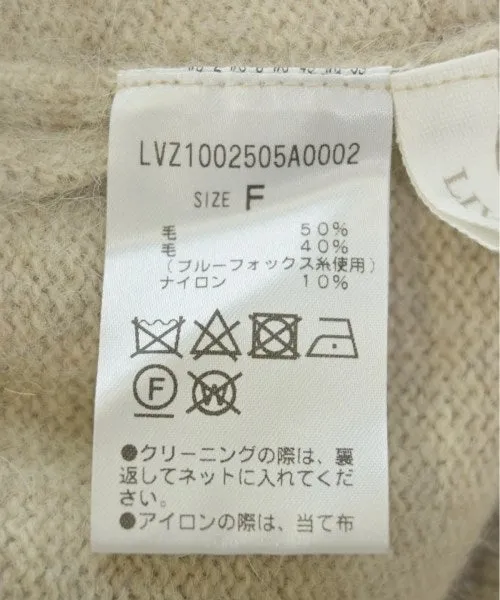 LVZ1002505A0002
SIZE F
毛 50%
毛 40%
(ブルーフォックス糸使用)
ナイロン 10%
F
W
●クリーニングの際は、裏
返してネットに入れてくだ
さい。
●アイロンの際は、当て布
LI